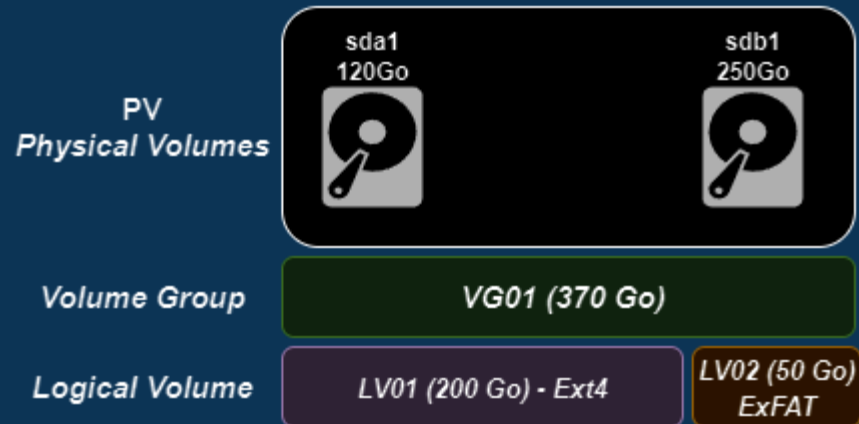 sda1
120Go
sdb1
250Go
PV
Physical Volumes
Volume Group
VG01 (370 Go)
Logical Volume
LV01 (200 Go) - Ext4
LV02 (50 Go)
ExFAT